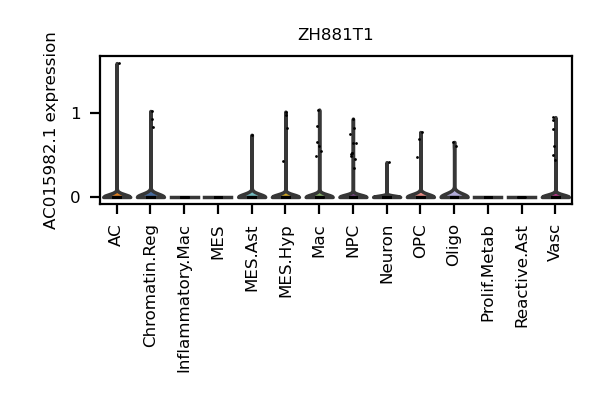 ZH881T1
AC015982.1 expression
1
0
AC
Chromatin.Reg
Inflammatory.Mac
MES
MES.Ast
MES.Hyp
Mac
NPC
Neuron
OPC
Oligo
Prolif.Metab
Reactive.Ast
Vasc